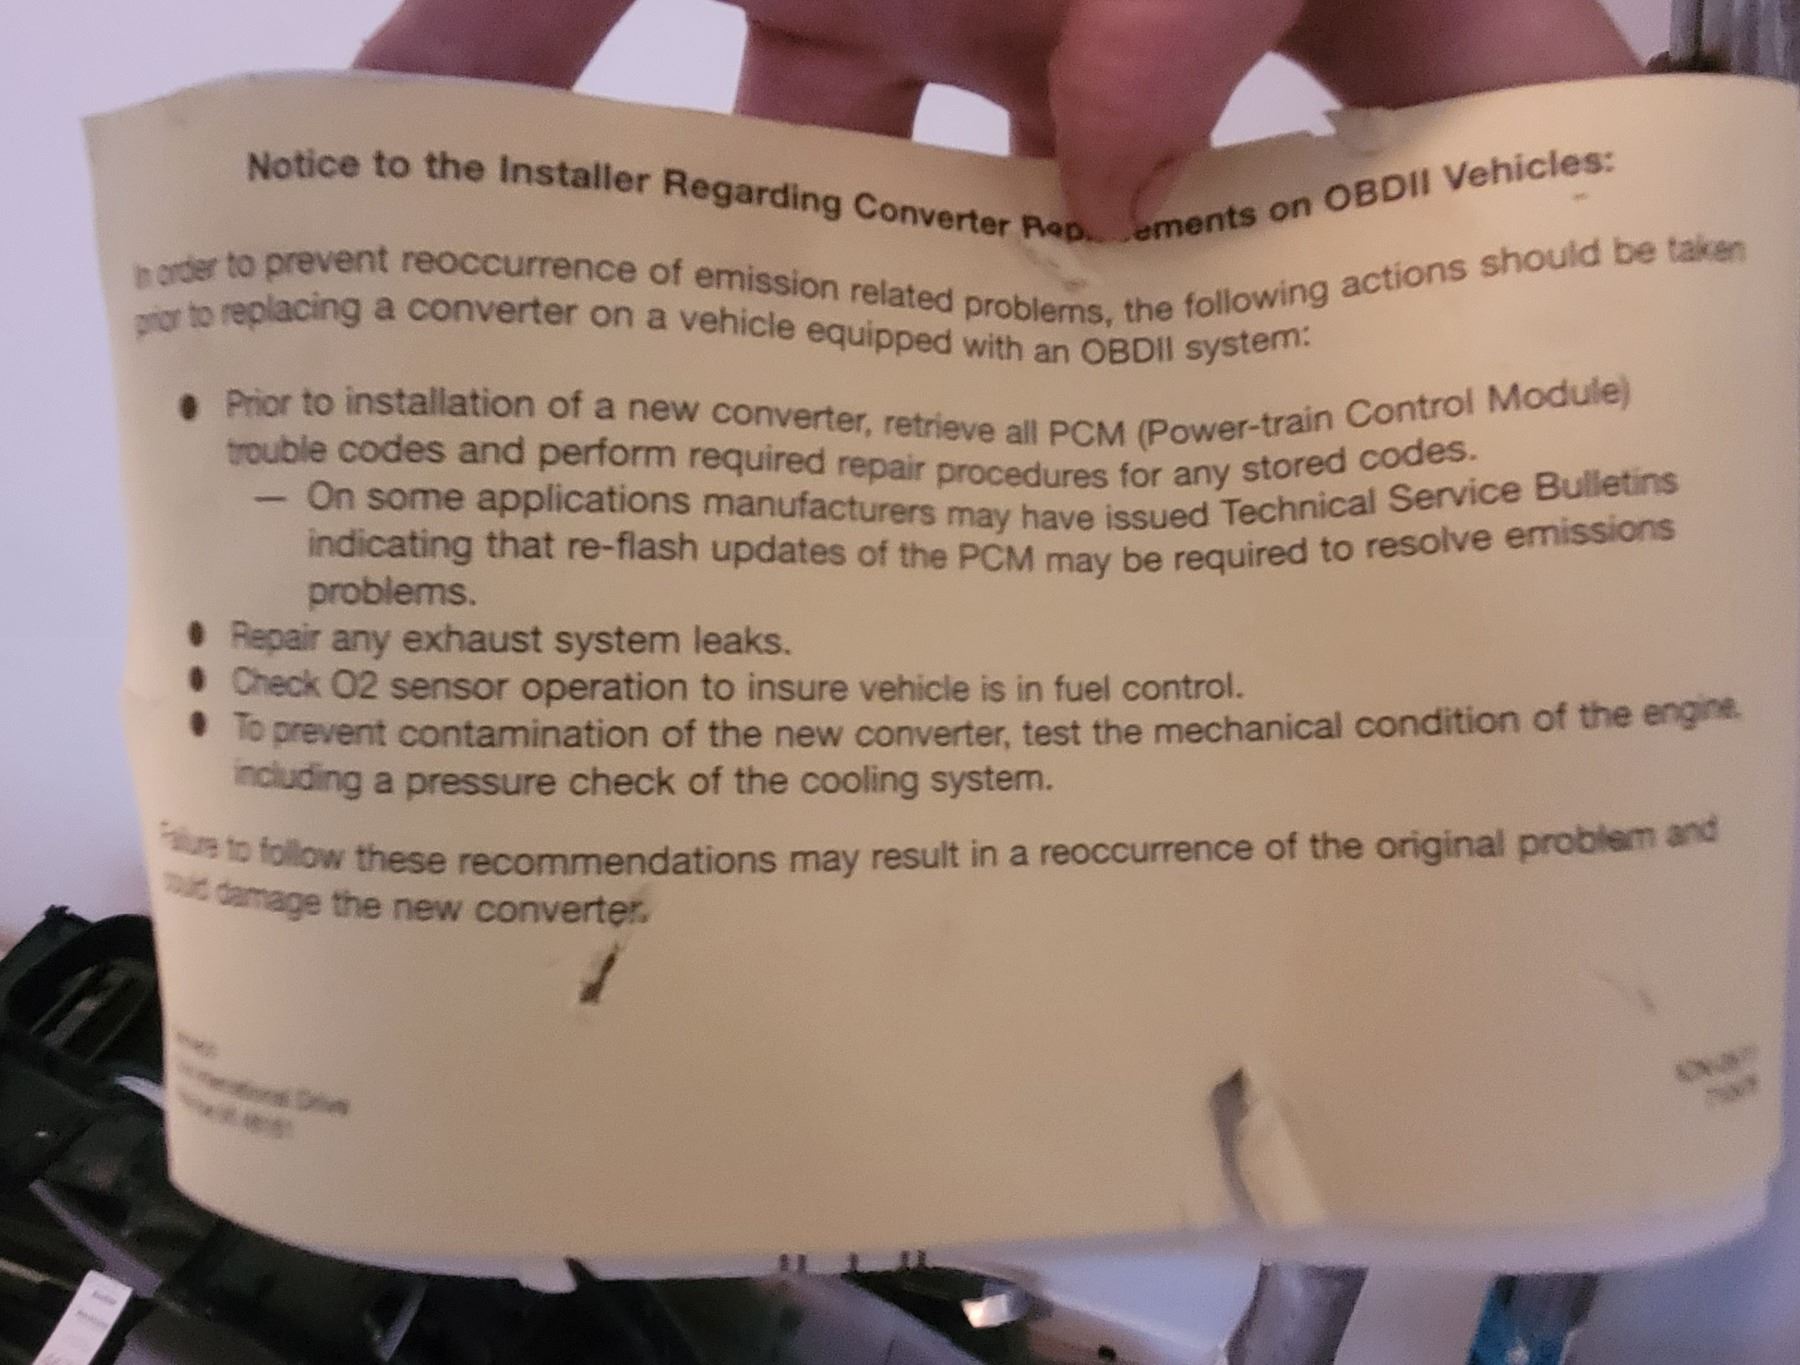 Notice to the Installer Regarding Converter Rep ements on OBDII Vehicles:
In order to prevent reoccurrence of emission related problems, the following actions should be taken
prior to replacing a converter on a vehicle equipped with an OBDII system:
● Prior to installation of a new converter, retrieve all PCM (Power-train Control Module)
trouble codes and perform required repair procedures for any stored codes.
— On some applications manufacturers may have issued Technical Service Bulletins
indicating that re-flash updates of the PCM may be required to resolve emissions
problems.
● Repair any exhaust system leaks.
● Check O2 sensor operation to insure vehicle is in fuel control.
● To prevent contamination of the new converter, test the mechanical condition of the engine,
including a pressure check of the cooling system.
Failure to follow these recommendations may result in a reoccurrence of the original problem and
could damage the new converter.
International Drive